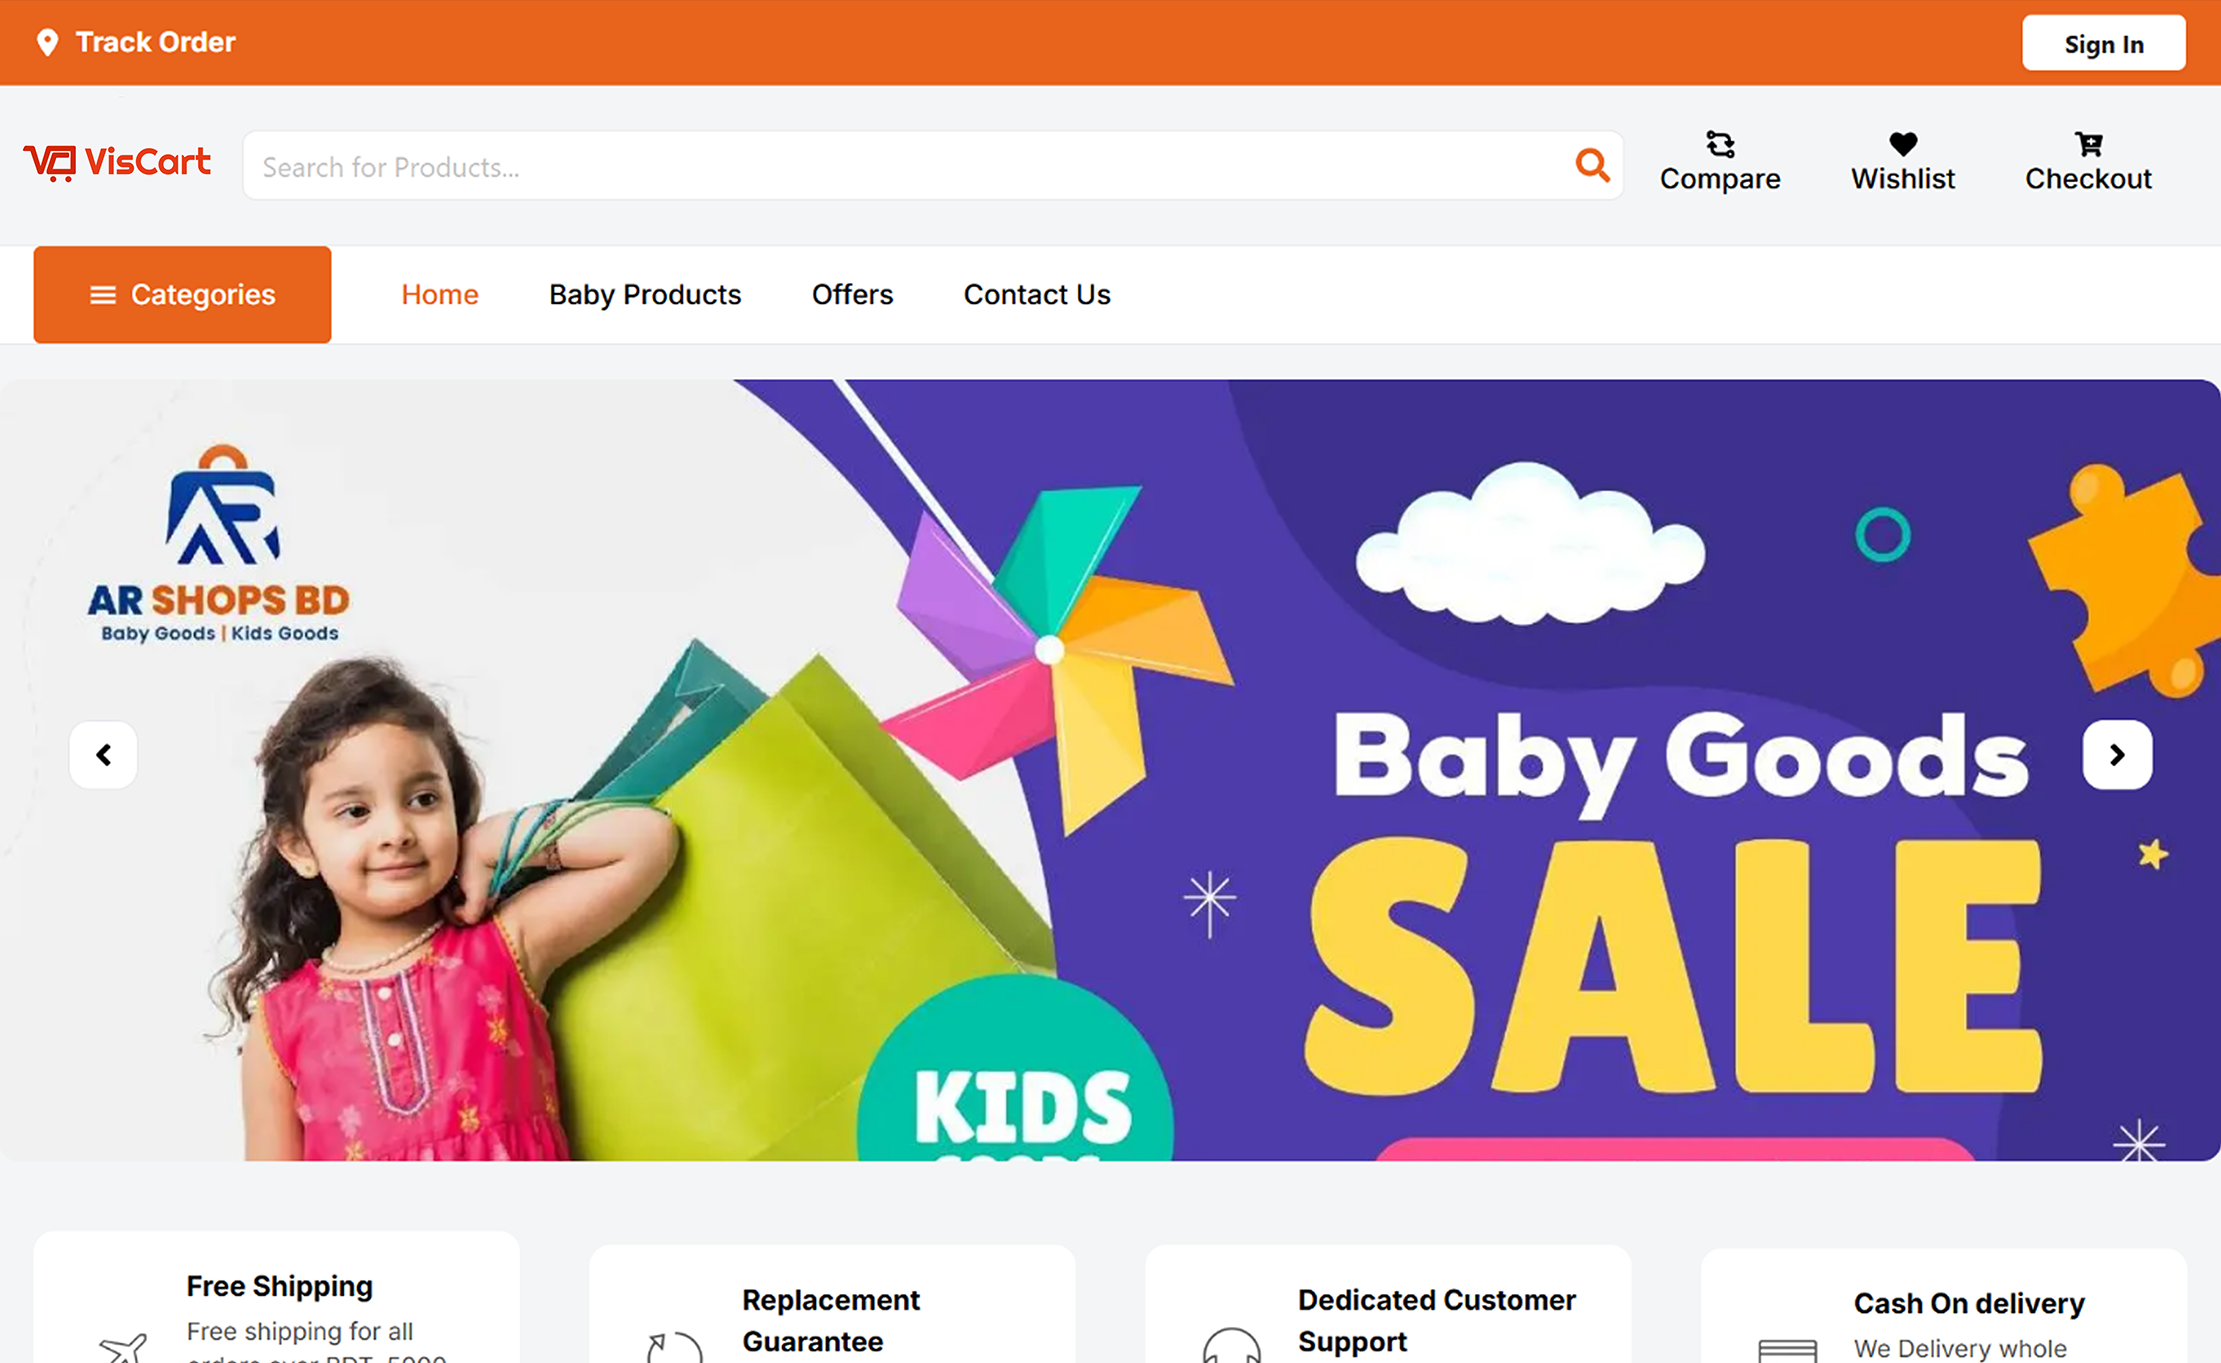 Track Order
Sign In
VisCart
Search for Products...
Compare
Wishlist
Checkout
Categories
Home
Baby Products
Offers
Contact Us
AR SHOPS BD
Baby Goods | Kids Goods
Baby Goods
SALE
KIDS
Free Shipping
Free shipping for all
Replacement
Guarantee
Dedicated Customer
Support
Cash On delivery
We Delivery whole